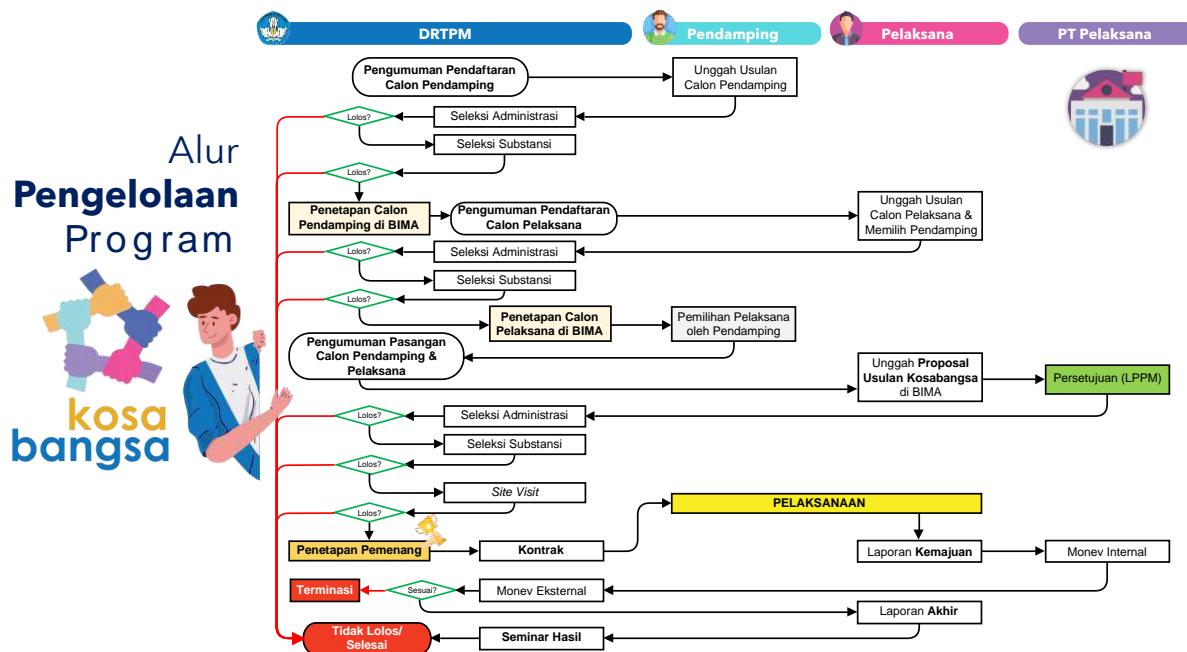 DRTPM
Pendamping
Pelaksana
PT Pelaksana
Alur
Pengelolaan
Program
kosa
bangsa
Pengumuman Pendaftaran
Calon Pendamping
Unggah Usulan
Calon Pendamping
Lolos?
Seleksi Administrasi
Seleksi Substansi
Lolos?
Penetapan Calon
Pendamping di BIMA
Pengumuman Pendaftaran
Calon Pelaksana
Unggah Usulan
Calon Pelaksana &
Memilih Pendamping
Lolos?
Seleksi Administrasi
Seleksi Substansi
Lolos?
Penetapan Calon
Pelaksana di BIMA
Pemilihan Pelaksana
oleh Pendamping
Pengumuman Pasangan
Calon Pendamping &
Pelaksana
Unggah Proposal
Usulan Kosabangsa
di BIMA
Persetujuan (LPPM)
Lolos?
Seleksi Administrasi
Seleksi Substansi
Lolos?
Site Visit
Lolos?
PELAKSANAAN
Penetapan Pemenang
Kontrak
Laporan Kemajuan
Monev Internal
Terminasi
Sesuai?
Monev Eksternal
Laporan Akhir
Tidak Lolos/
Selesai
Seminar Hasil